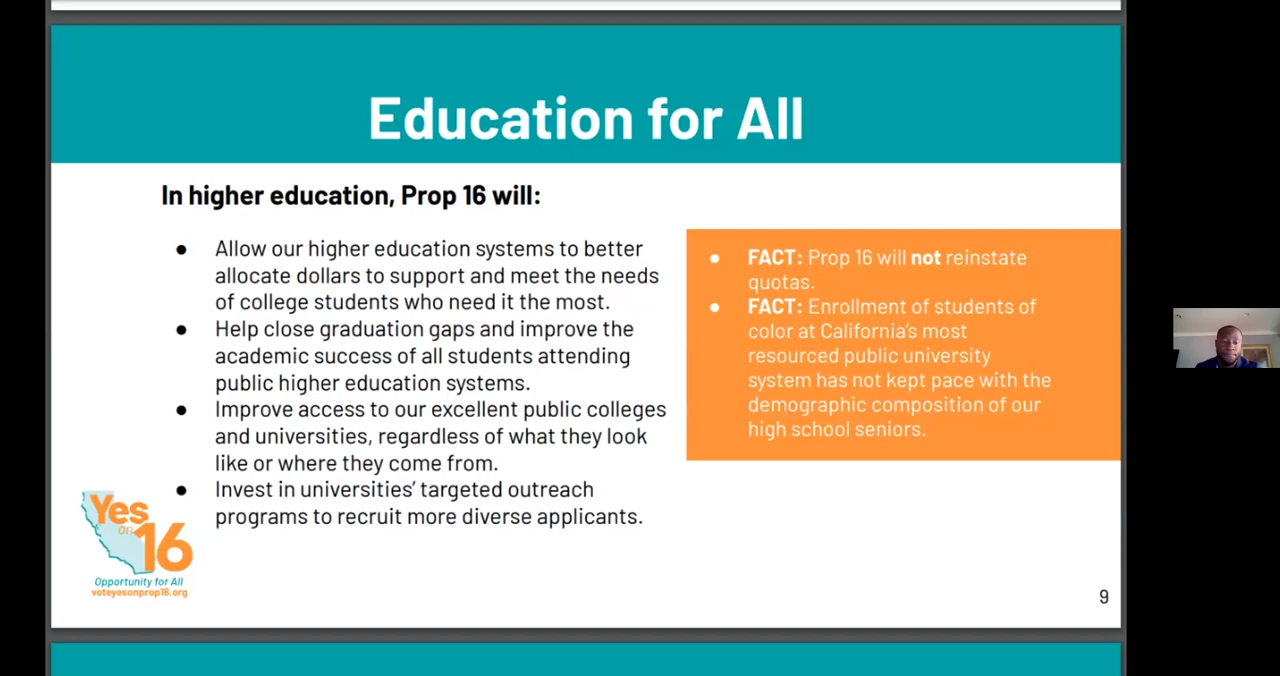 Education for All
In higher education, Prop 16 will:
● Allow our higher education systems to better
allocate dollars to support and meet the needs
of college students who need it the most.
● Help close graduation gaps and improve the
academic success of all students attending
public higher education systems.
● Improve access to our excellent public colleges
and universities, regardless of what they look
like or where they come from.
● Invest in universities' targeted outreach
programs to recruit more diverse applicants.
● FACT: Prop 16 will not reinstate
quotas.
● FACT: Enrollment of students of
color at California's most
resourced public university
system has not kept pace with the
demographic composition of our
high school seniors.
Yes
on
16
Opportunity for All
voteyesonprop16.org
9